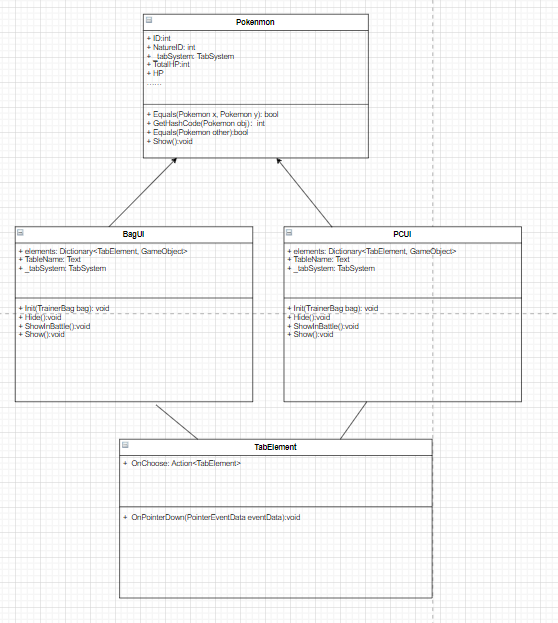 Pokenmon
+ ID:int
+ NatureID: int
+ _tabSystem: TabSystem
+ TotalHP:int
+ HP
......
+ Equals(Pokemon x, Pokemon y): bool
+ GetHashCode(Pokemon obj): int
+ Equals(Pokemon other):bool
+ Show():void
BagUI
+ elements: Dictionary<TabElement, GameObject>
+ TableName: Text
+ _tabSystem: TabSystem
+ Init(TrainerBag bag): void
+ Hide():void
+ ShowInBattle():void
+ Show():void
PCUI
+ elements: Dictionary<TabElement, GameObject>
+ TableName: Text
+ _tabSystem: TabSystem
+ Init(TrainerBag bag): void
+ Hide():void
+ ShowInBattle():void
+ Show():void
TabElement
+ OnChoose: Action<TabElement>
+ OnPointerDown(PointerEventData eventData):void